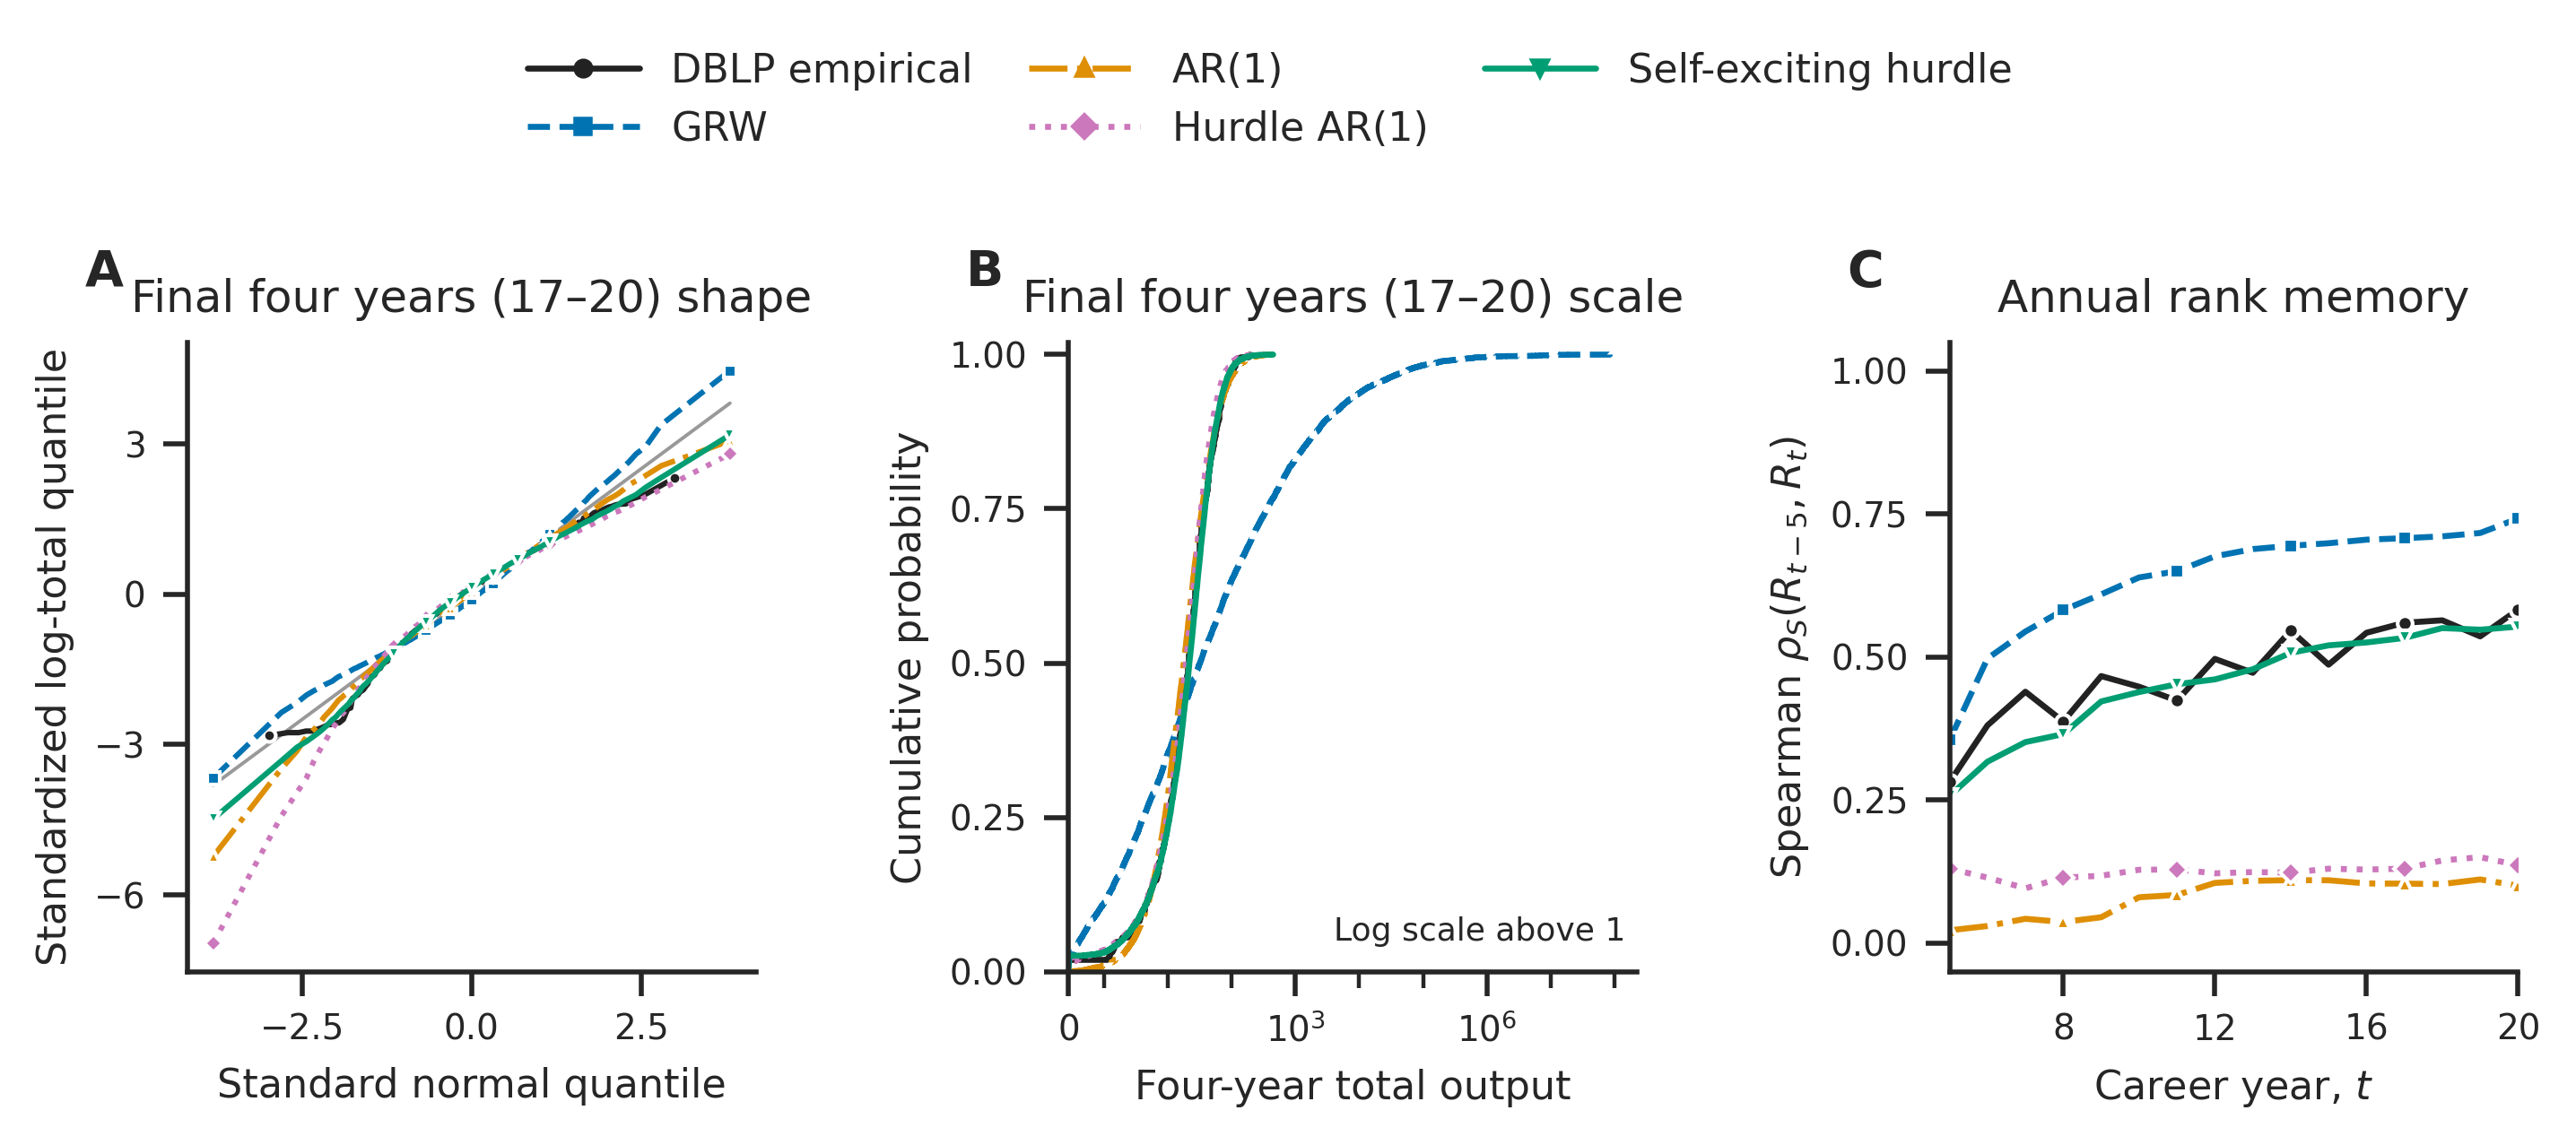 DBLP empirical
GRW
AR(1)
Hurdle AR(1)
Self-exciting hurdle
A
Final four years (17–20) shape
Standardized log-total quantile
3
0
−3
−6
−2.5
0.0
2.5
Standard normal quantile
B
Final four years (17–20) scale
Cumulative probability
1.00
0.75
0.50
0.25
0.00
Log scale above 1
0
10³
10⁶
Four-year total output
C
Annual rank memory
Spearman ρ_S(R_{t−5}, R_t)
1.00
0.75
0.50
0.25
0.00
8
12
16
20
Career year, t